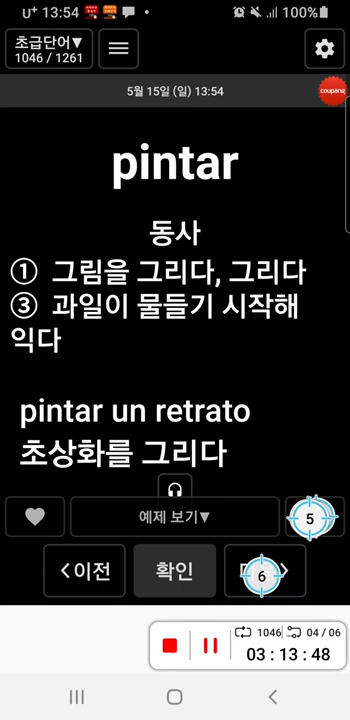 U+ 13:54 100%
초급단어▼
1046 / 1261
5월 15일 (일) 13:54
coupang
pintar
동사
① 그림을 그리다, 그리다
③ 과일이 물들기 시작해
익다
pintar un retrato
초상화를 그리다
예제 보기▼
5
<이전
확인
6
>
1046 04 / 06
03 : 13 : 48